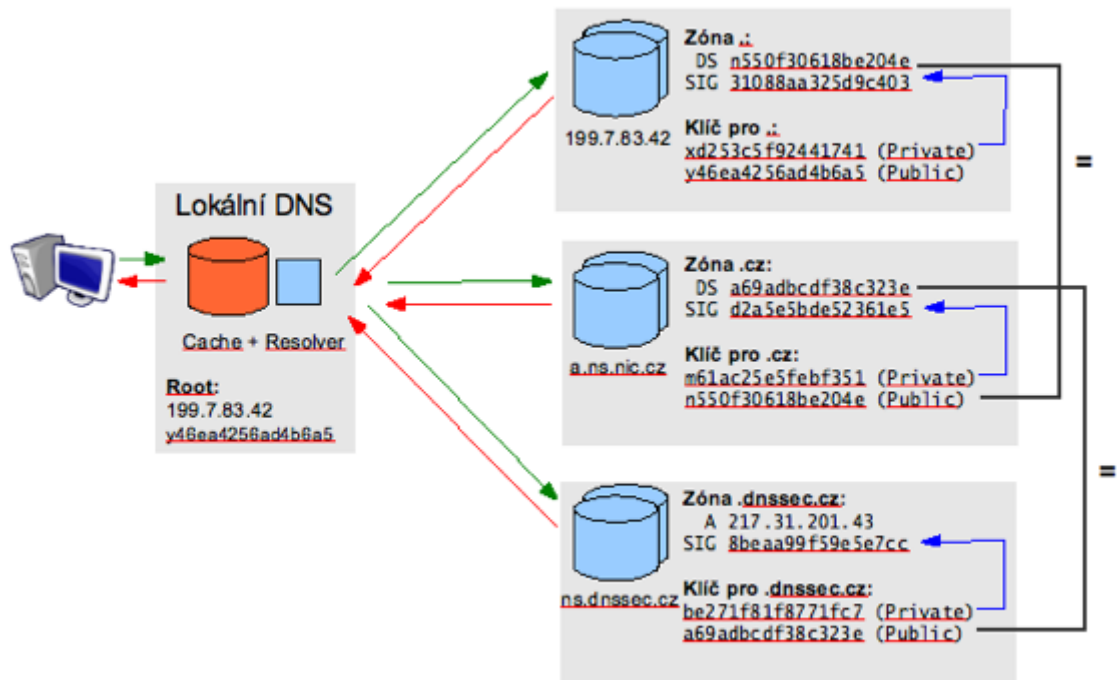 Lokální DNS
Cache + Resolver
Root:
199.7.83.42
y46ea4256ad4b6a5
199.7.83.42
Zóna .:
DS n550f30618be204e
SIG 31088aa325d9c403
Klíč pro .:
xd253c5f92441741 (Private)
y46ea4256ad4b6a5 (Public)
=
a.ns.nic.cz
Zóna .cz:
DS a69adbcdf38c323e
SIG d2a5e5bde52361e5
Klíč pro .cz:
m61ac25e5febf351 (Private)
n550f30618be204e (Public)
=
ns.dnssec.cz
Zóna .dnssec.cz:
A 217.31.201.43
SIG 8beaa99f59e5e7cc
Klíč pro .dnssec.cz:
be271f81f8771fc7 (Private)
a69adbcdf38c323e (Public)